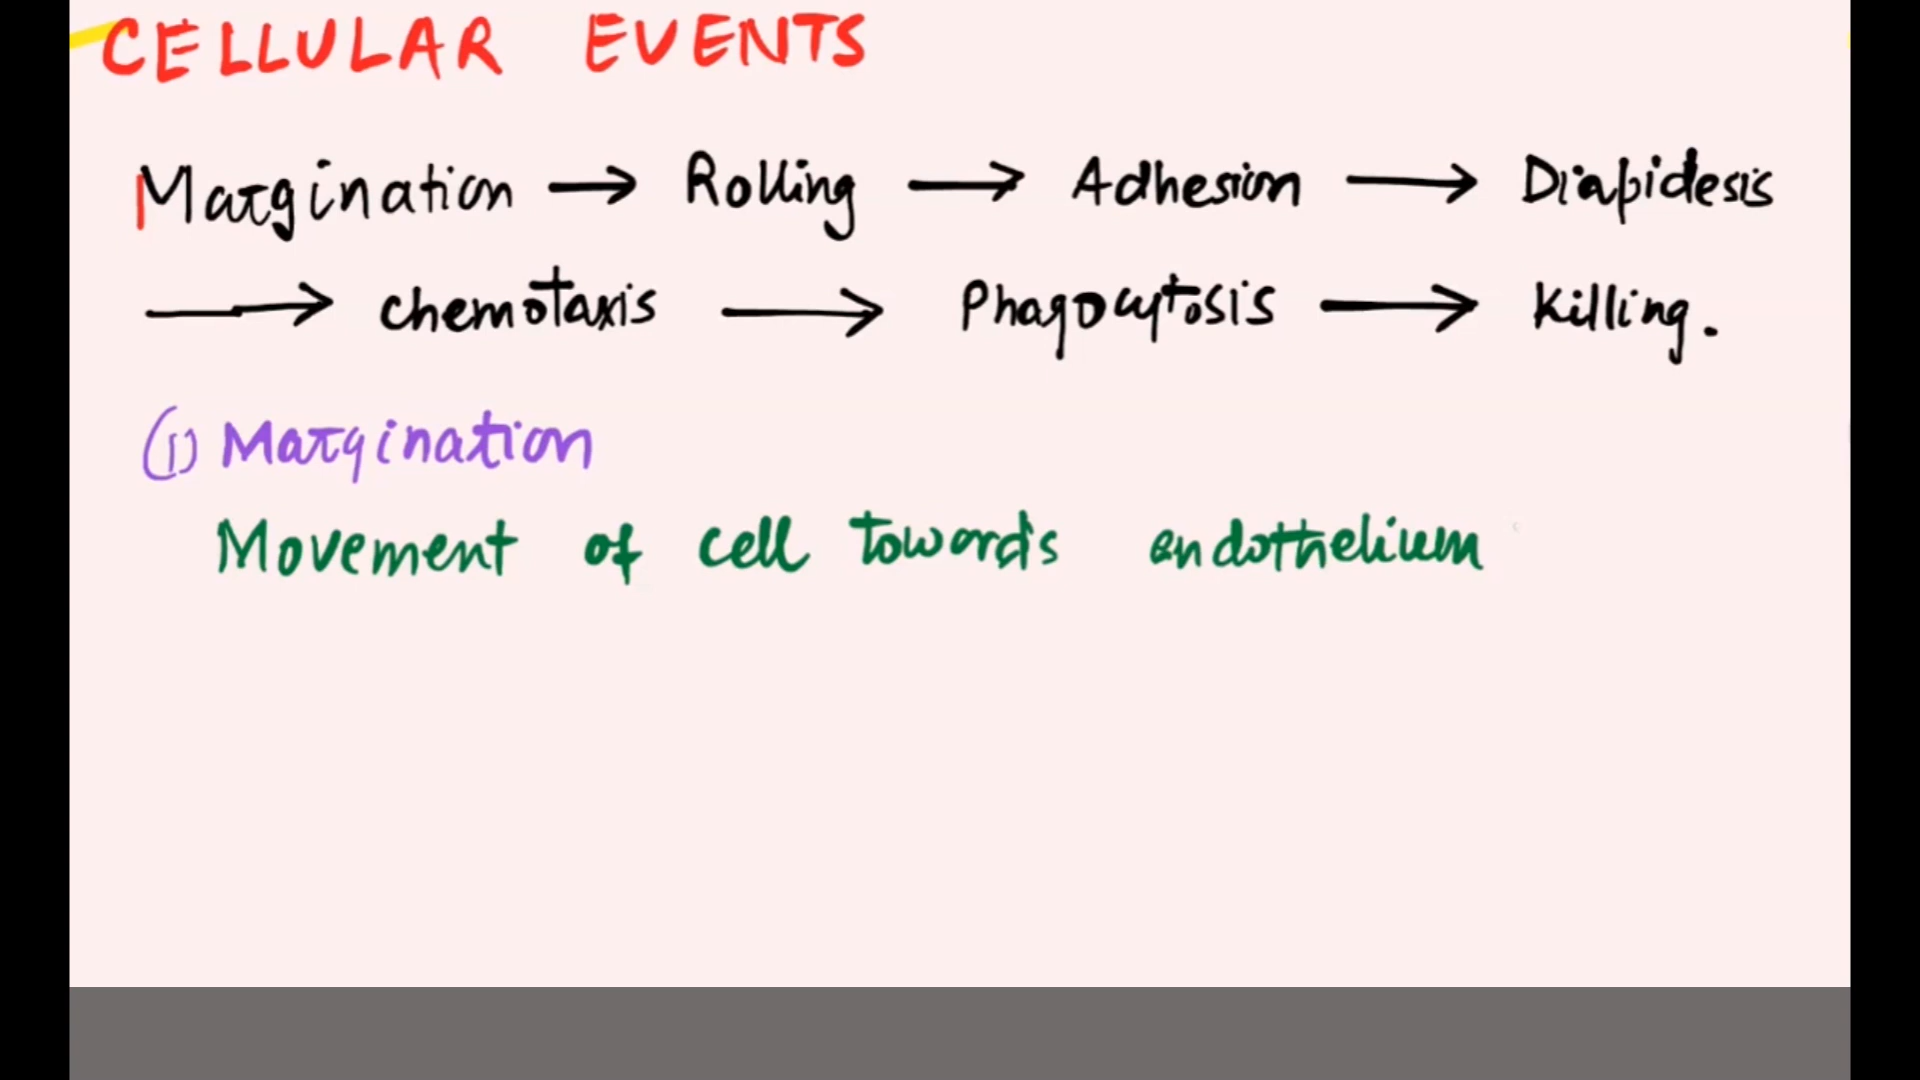 CELLULAR EVENTS
Margination → Rolling → Adhesion → Diapidesis
→ chemotaxis → Phagocytosis → Killing.
(1) Margination
Movement of cell towards endothelium